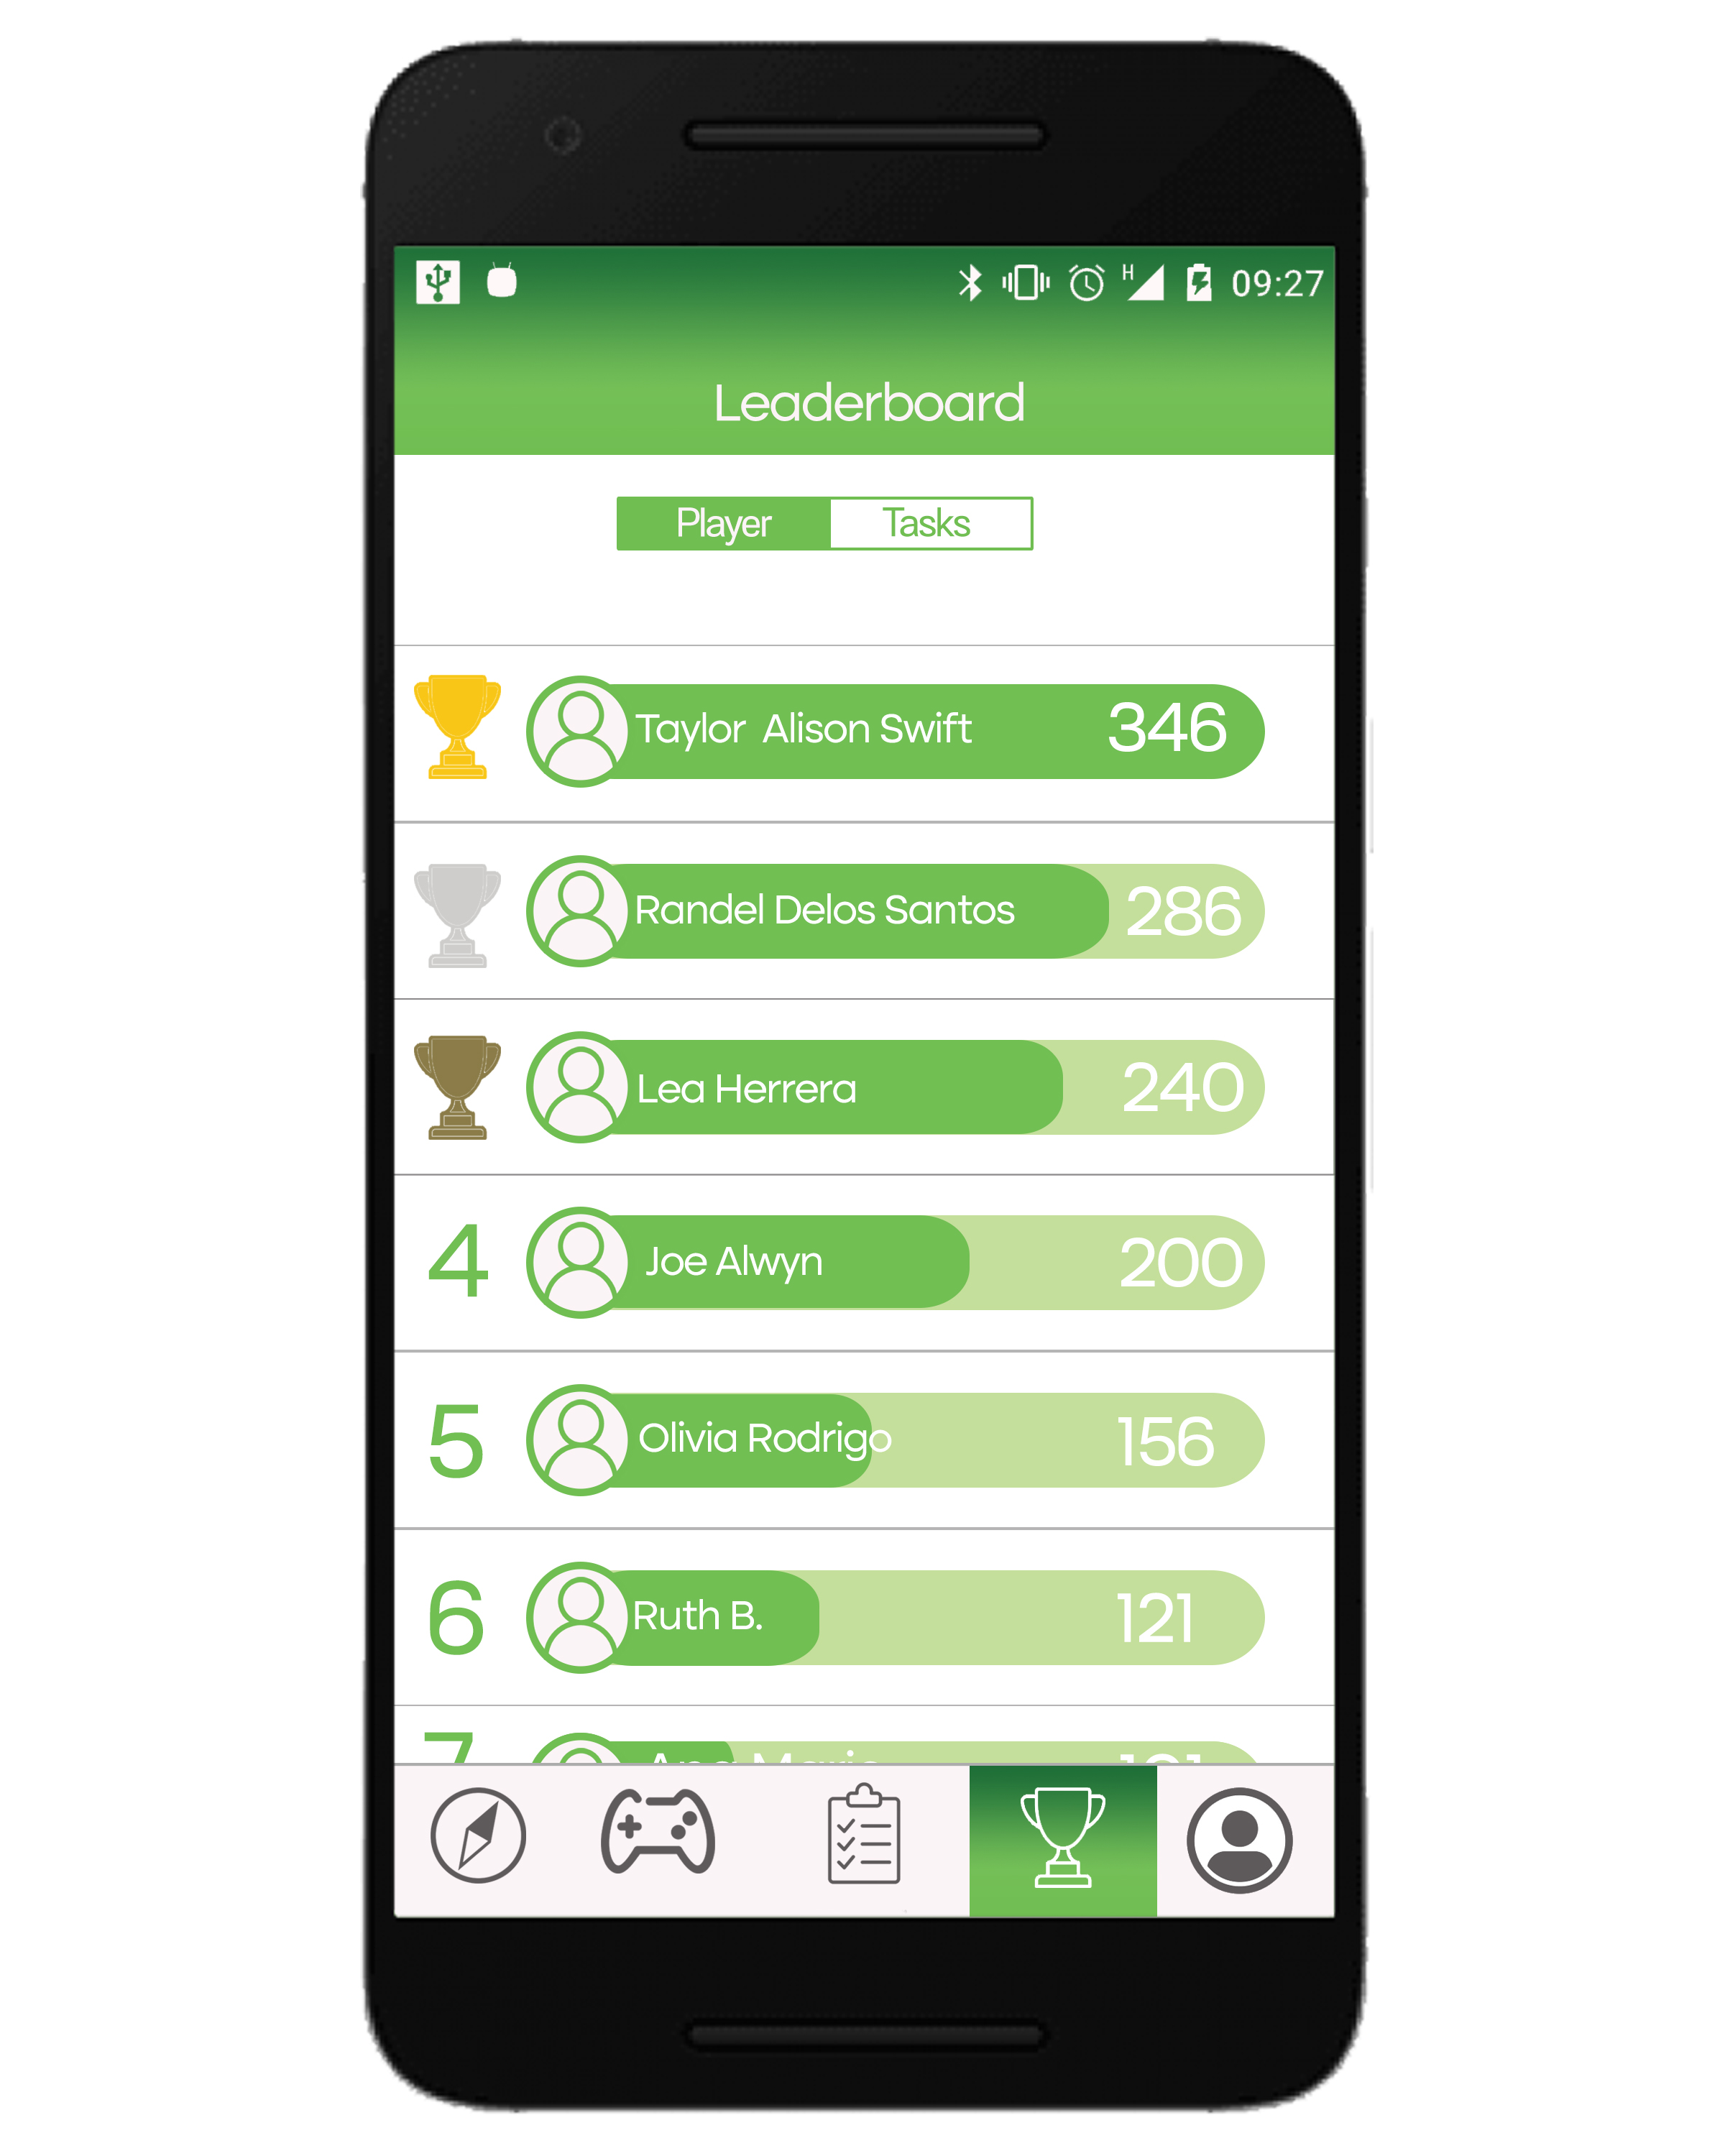 H 09:27
Leaderboard
Player Tasks
Taylor Alison Swift 346
Randel Delos Santos 286
Lea Herrera 240
4 Joe Alwyn 200
5 Olivia Rodrigo 156
6 Ruth B. 121
7